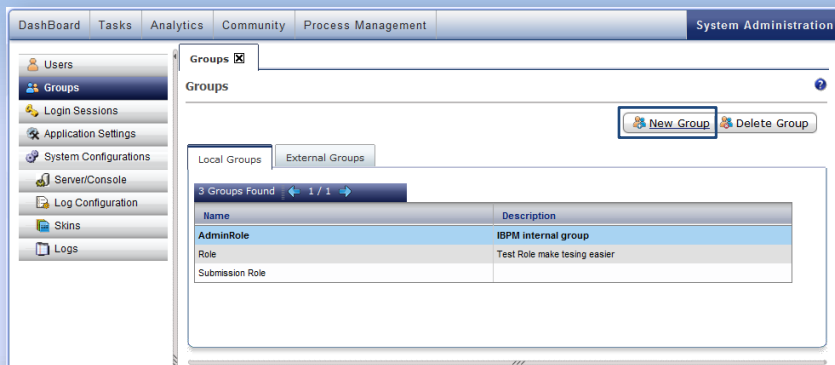 DashBoard Tasks Analytics Community Process Management System Administration
Users
Groups
Login Sessions
Application Settings
System Configurations
Server/Console
Log Configuration
Skins
Logs
Groups
Groups
New Group Delete Group
Local Groups External Groups
3 Groups Found 1 / 1
Name Description
AdminRole IBPM internal group
Role Test Role make tesing easier
Submission Role